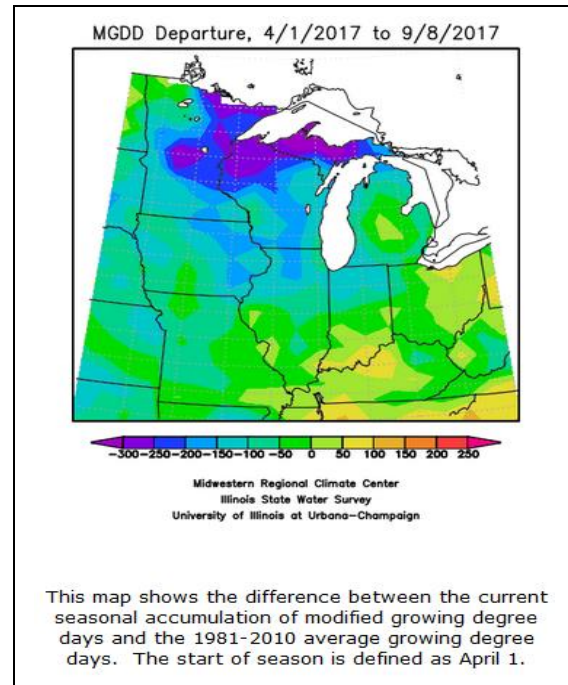 MGDD Departure, 4/1/2017 to 9/8/2017
-300-250-200-150-100 -50 0 50 100 150 200 250
Midwestern Regional Climate Center
Illinois State Water Survey
University of Illinois at Urbana-Champaign
This map shows the difference between the current
seasonal accumulation of modified growing degree
days and the 1981-2010 average growing degree
days. The start of season is defined as April 1.